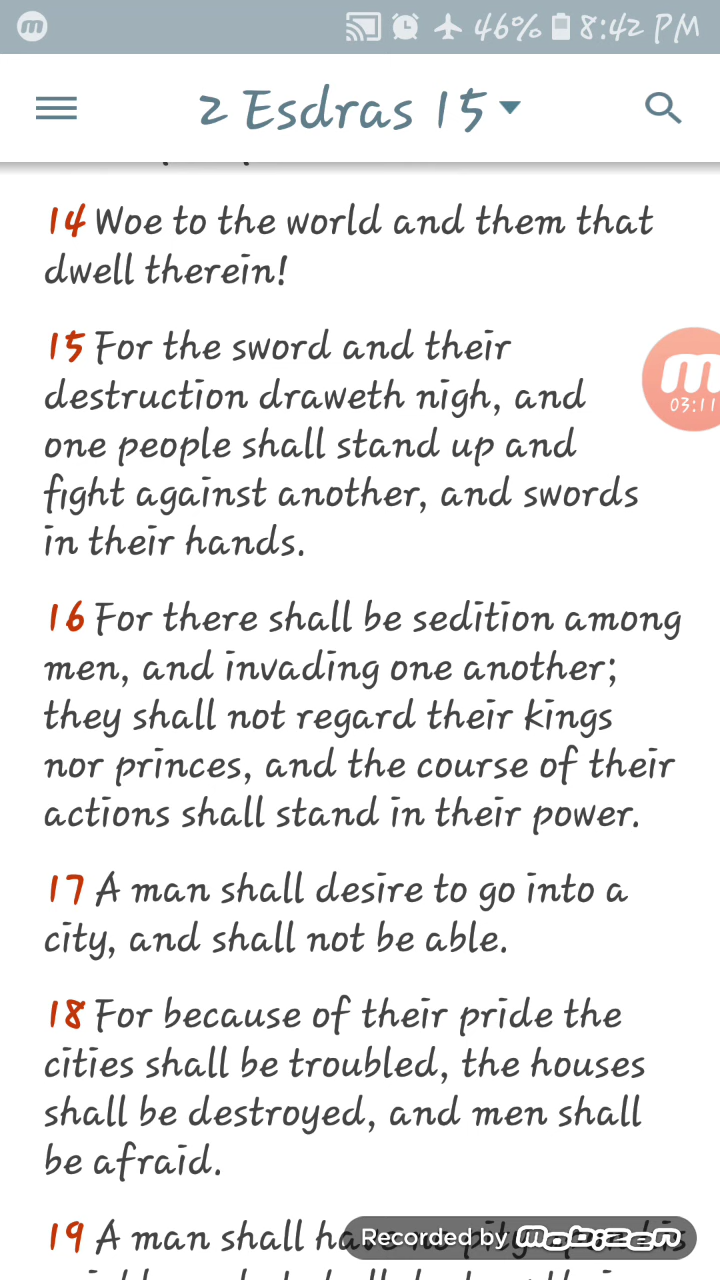 46% 8:42 PM
2 Esdras 15
14 Woe to the world and them that
dwell therein!
15 For the sword and their
destruction draweth nigh, and
one people shall stand up and
fight against another, and swords
in their hands.
03:11
16 For there shall be sedition among
men, and invading one another;
they shall not regard their kings
nor princes, and the course of their
actions shall stand in their power.
17 A man shall desire to go into a
city, and shall not be able.
18 For because of their pride the
cities shall be troubled, the houses
shall be destroyed, and men shall
be afraid.
19 A man shall
Recorded by mobizen